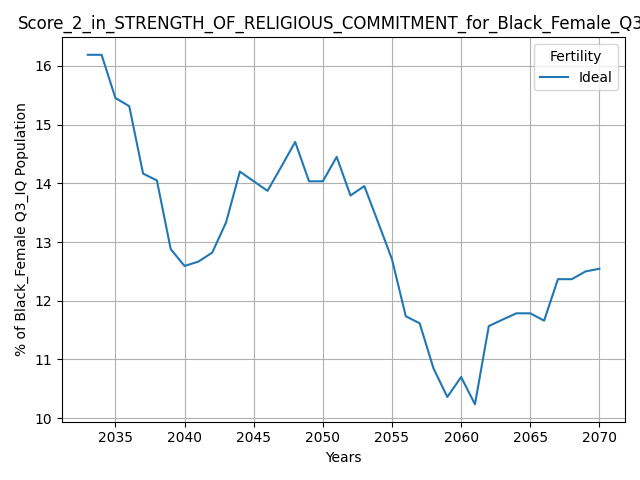 Score_2_in_STRENGTH_OF_RELIGIOUS_COMMITMENT_for_Black_Female_Q3
Fertility
Ideal
% of Black_Female Q3_IQ Population
16
15
14
13
12
11
10
2035 2040 2045 2050 2055 2060 2065 2070
Years